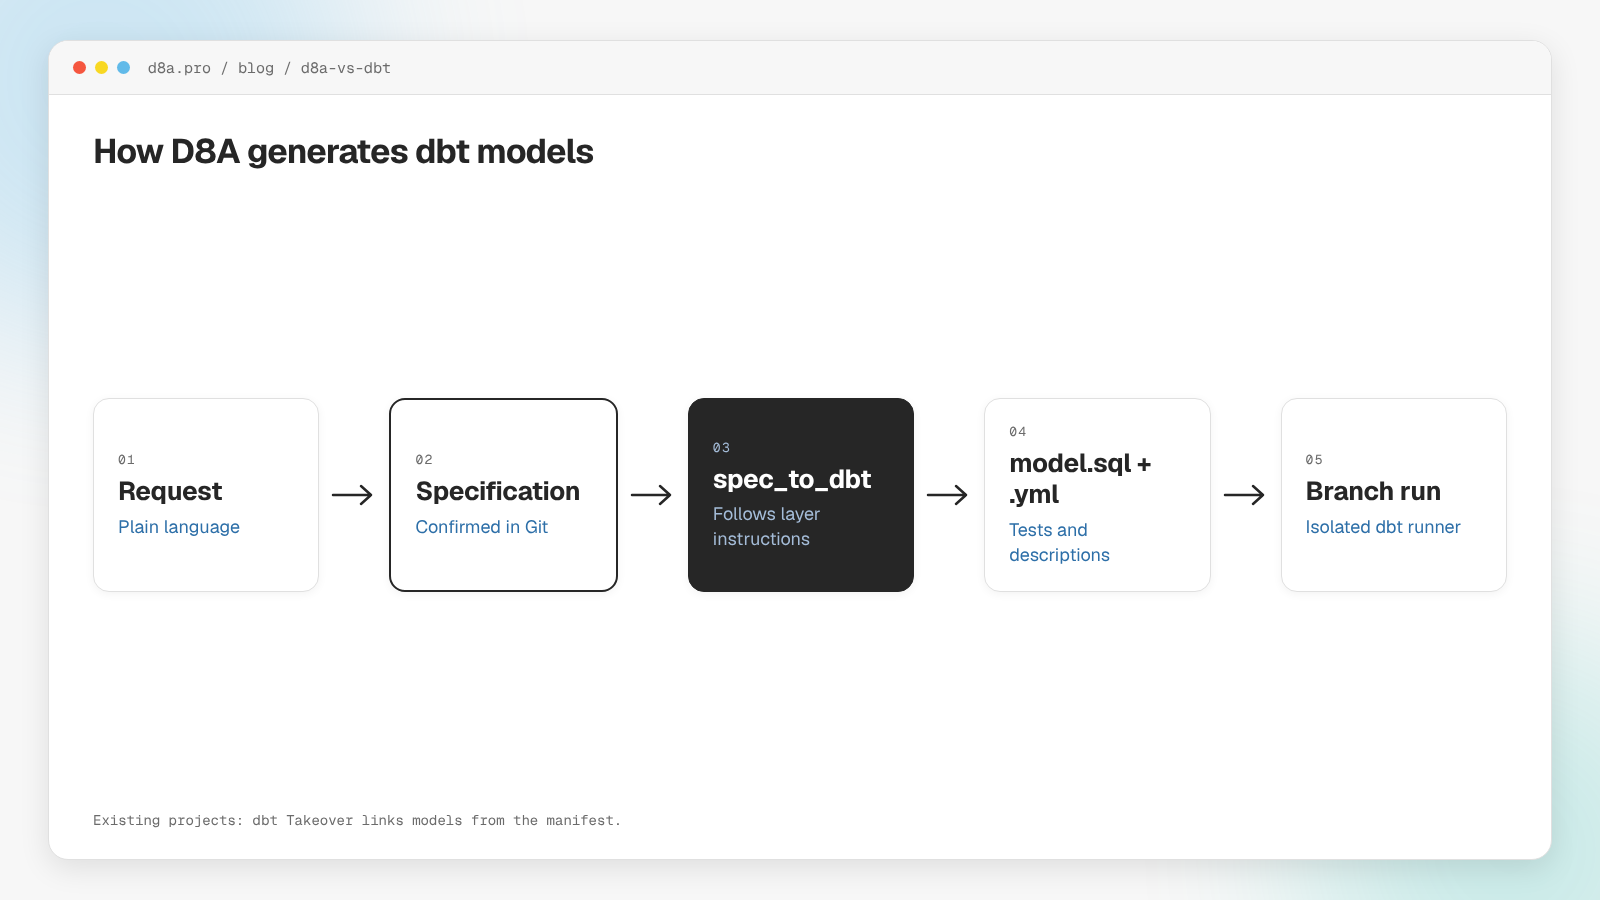 d8a.pro / blog / d8a-vs-dbt
How D8A generates dbt models
01
Request
Plain language
02
Specification
Confirmed in Git
03
spec_to_dbt
Follows layer
instructions
04
model.sql +
.yml
Tests and
descriptions
05
Branch run
Isolated dbt runner
Existing projects: dbt Takeover links models from the manifest.